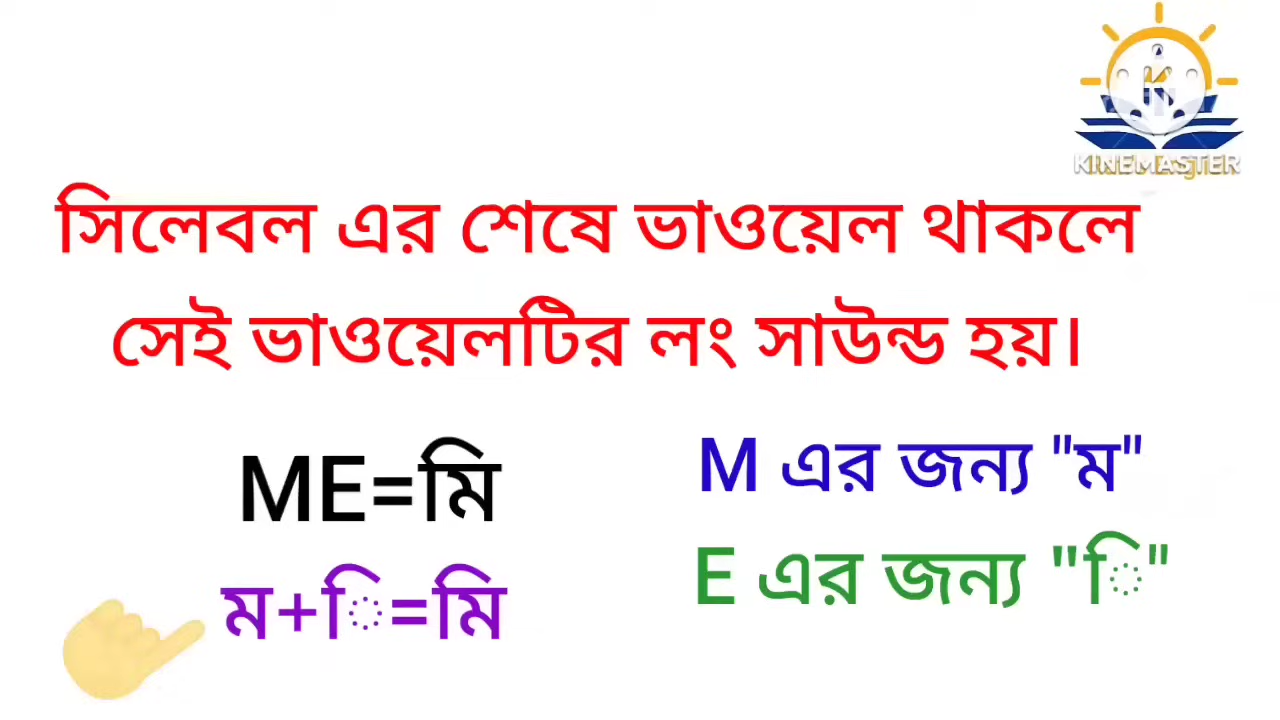 KINEMASTER
সিলেবল এর শেষে ভাওয়েল থাকলে
সেই ভাওয়েলটির লং সাউন্ড হয়।
ME=মি
M এর জন্য "ম"
E এর জন্য "ি"
ম+ি=মি